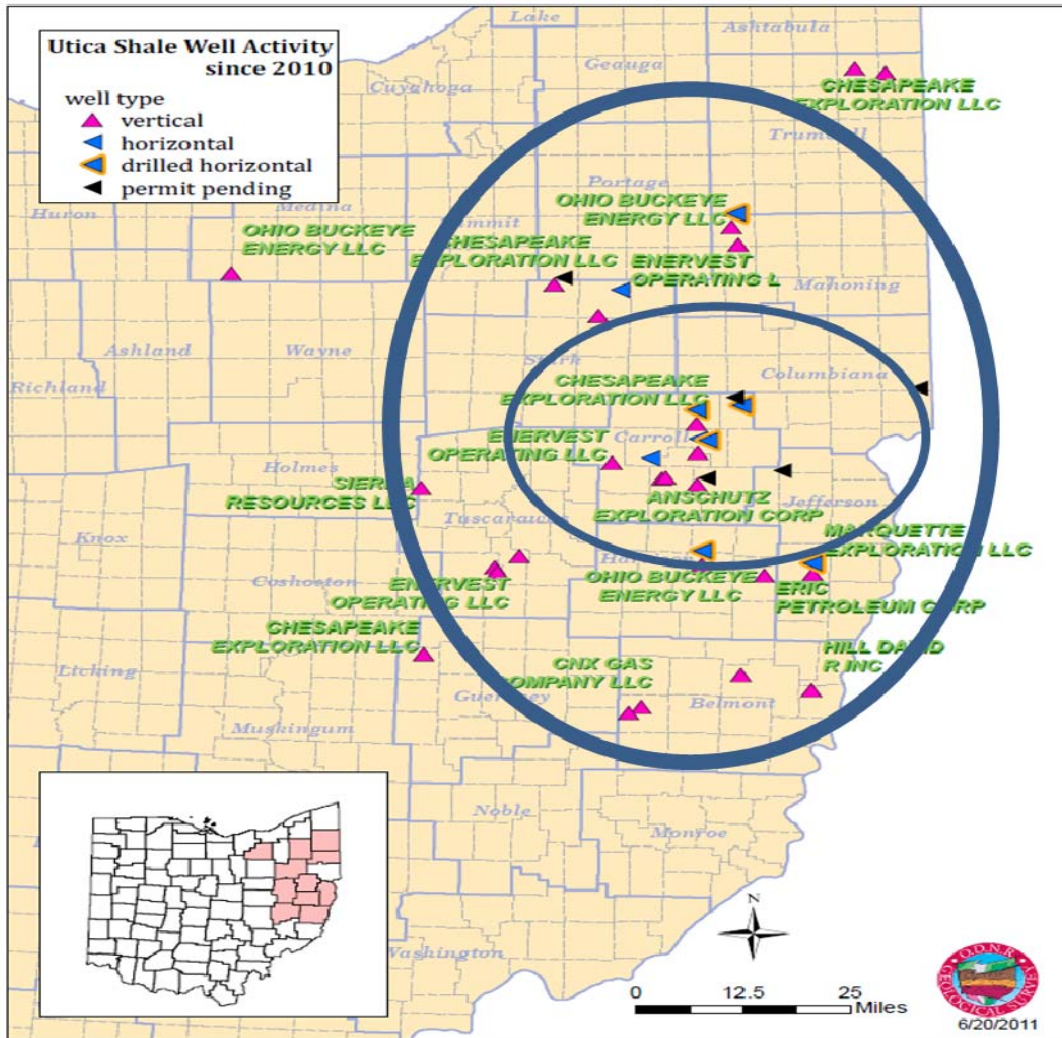 Utica Shale Well Activity
since 2010
well type
vertical
horizontal
drilled horizontal
permit pending
Lake
Ashtabula
Geauga
Cuyahoga
CHESAPEAKE
EXPLORATION LLC
Trumbull
Portage
OHIO BUCKEYE
ENERGY LLC
Huron
Medina
OHIO BUCKEYE
ENERGY LLC
Summit
CHESAPEAKE
EXPLORATION LLC
ENERVEST
OPERATING L
Mahoning
Ashland
Wayne
Stark
Richland
CHESAPEAKE
EXPLORATION LLC
Columbiana
ENERVEST
OPERATING LLC
Carroll
Holmes
SIERRA
RESOURCES LLC
Tuscarawas
ANSCHUTZ
EXPLORATION CORP
Jefferson
MARQUETTE
EXPLORATION LLC
Knox
Coshocton
ENERVEST
OPERATING LLC
OHIO BUCKEYE
ENERGY LLC
ERIC
PETROLEUM CORP
CHESAPEAKE
EXPLORATION LLC
HILL DAVID
R INC
Licking
CNX GAS
COMPANY LLC
Guernsey
Belmont
Muskingum
Noble
Monroe
Washington
N
0 12.5 25
Miles
O.D.N.R.
GEOLOGICAL SURVEY
6/20/2011